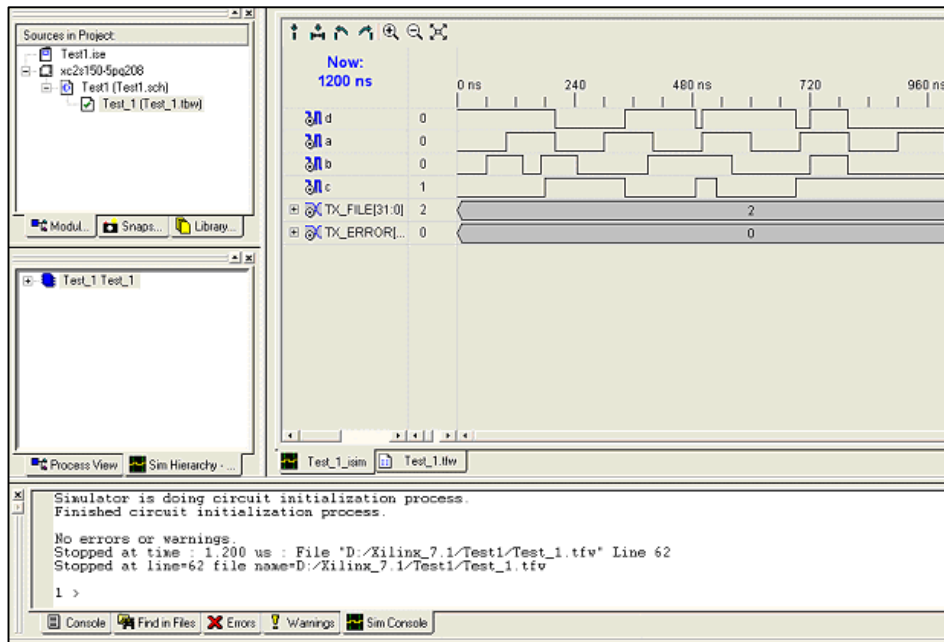 Sources in Project:
Test1.ise
xc2s150-5pq208
Test1 (Test1.sch)
Test_1 (Test_1.tbw)
Modul... Snaps... Library...
Test_1 Test_1
Process View Sim Hierarchy - ...
Now:
1200 ns
0 ns 240 480 ns 720 960 ns
d 0
a 0
b 0
c 1
TX_FILE[31:0] 2 2
TX_ERROR[... 0 0
Test_1_isim Test_1.tfw
Simulator is doing circuit initialization process.
Finished circuit initialization process.
No errors or warnings.
Stopped at time : 1.200 us : File "D:/Xilinx_7.1/Test1/Test_1.tfw" Line 62
Stopped at line=62 file name=D:/Xilinx_7.1/Test1/Test_1.tfw
1 >
Console Find in Files Errors Warnings Sim Console